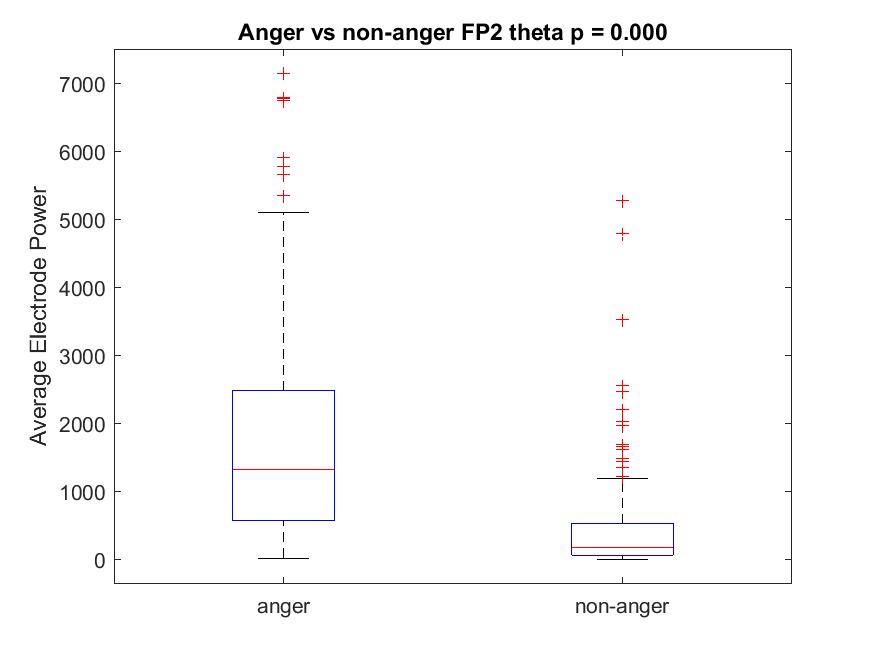 Anger vs non-anger FP2 theta p = 0.000
Average Electrode Power
7000
6000
5000
4000
3000
2000
1000
0
anger
non-anger